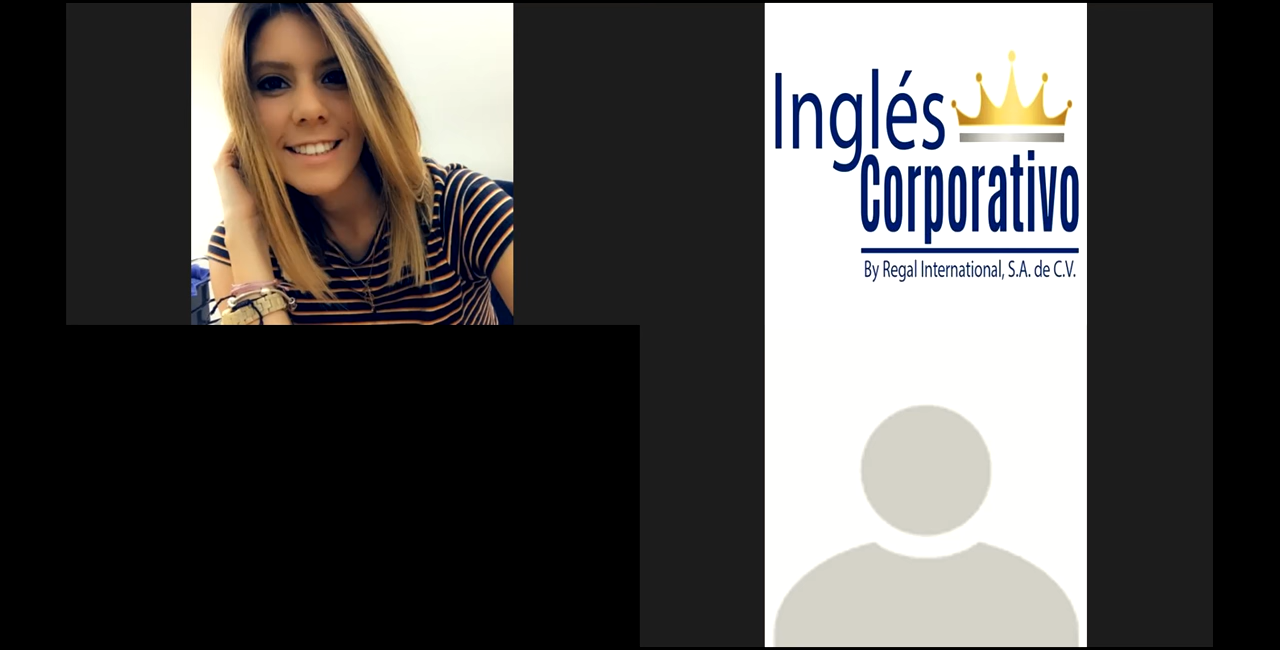 Inglés
Corporativo
By Regal International, S.A. de C.V.